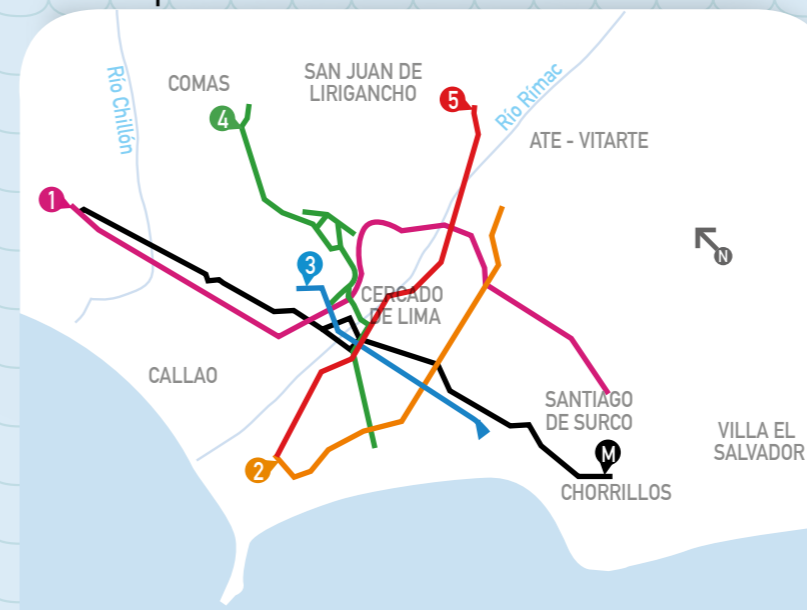 COMAS
SAN JUAN DE
LIRIGANCHO
Río Chillón
Río Rímac
ATE - VITARTE
4
5
1
3
N
CERCADO
DE LIMA
CALLAO
SANTIAGO
DE SURCO
VILLA EL
SALVADOR
M
2
CHORRILLOS